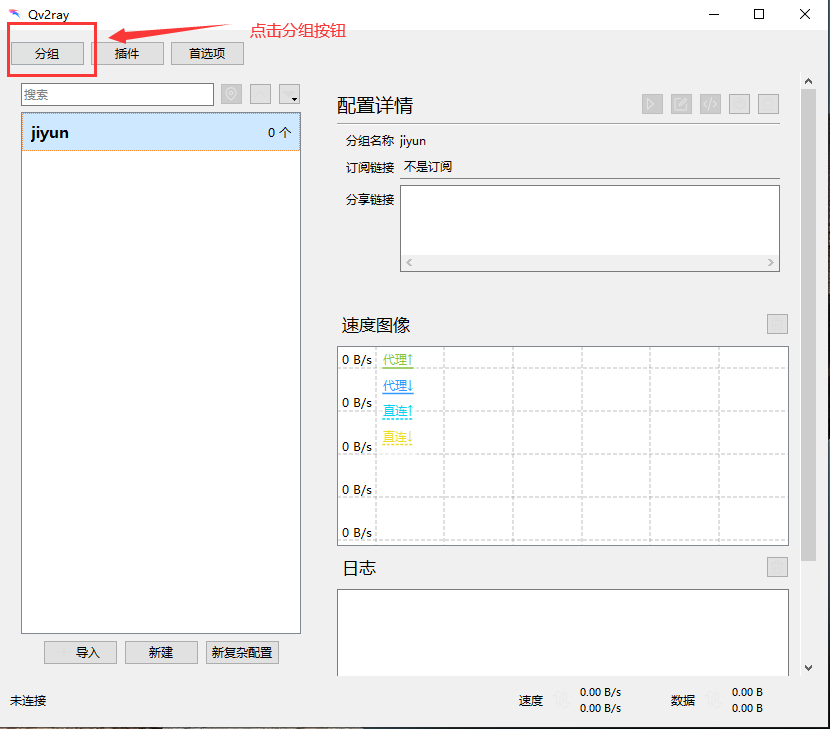 Qv2ray
点击分组按钮
分组 插件 首选项
搜索
jiyun 0 个
导入 新建 新复杂配置
配置详情
分组名称 jiyun
订阅链接 不是订阅
分享链接
速度图像
0 B/s 代理↑
代理↓
0 B/s 直连↑
直连↓
0 B/s
0 B/s
0 B/s
日志
未连接
速度 0.00 B/s
0.00 B/s
数据 0.00 B
0.00 B